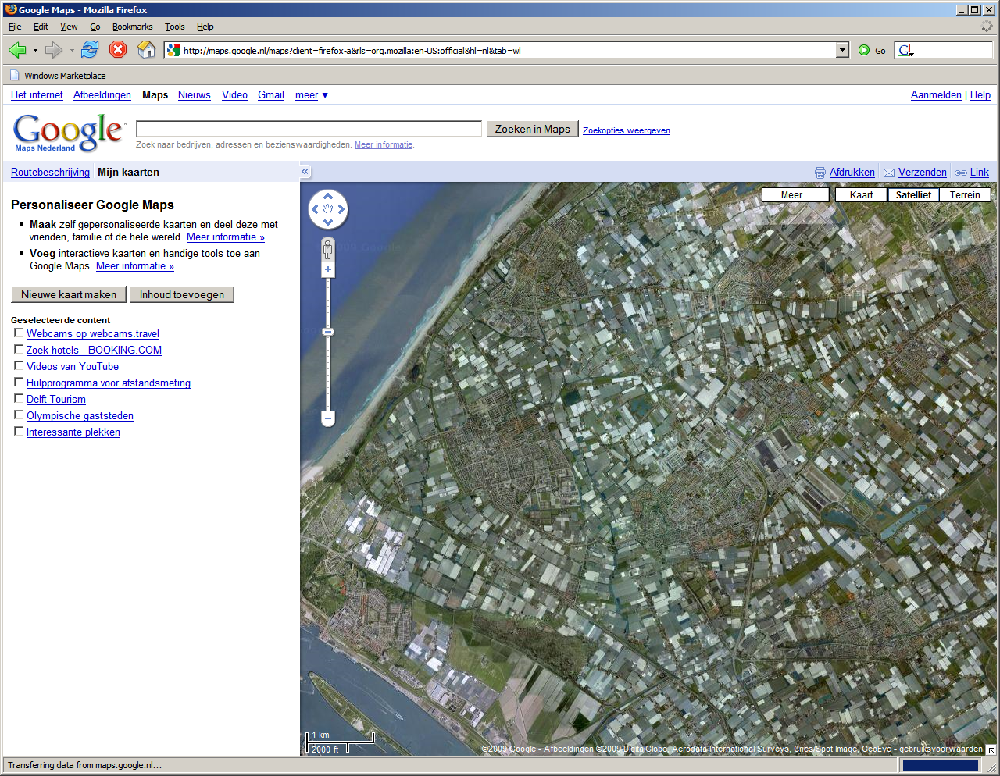 Google Maps - Mozilla Firefox
File Edit View Go Bookmarks Tools Help
http://maps.google.nl/maps?client=firefox-a&rls=org.mozilla:en-US:official&hl=nl&tab=wl
Go
G
Windows Marketplace
Het internet Afbeeldingen Maps Nieuws Video Gmail meer ▼
Aanmelden | Help
Google™
Maps Nederland
Zoeken in Maps
Zoekopties weergeven
Zoek naar bedrijven, adressen en bezienswaardigheden. Meer informatie.
Routebeschrijving Mijn kaarten
«
Afdrukken Verzenden Link
Personaliseer Google Maps
• Maak zelf gepersonaliseerde kaarten en deel deze met
vrienden, familie of de hele wereld. Meer informatie »
• Voeg interactieve kaarten en handige tools toe aan
Google Maps. Meer informatie »
Nieuwe kaart maken Inhoud toevoegen
Geselecteerde content
Webcams op webcams.travel
Zoek hotels - BOOKING.COM
Videos van YouTube
Hulpprogramma voor afstandsmeting
Delft Tourism
Olympische gaststeden
Interessante plekken
Meer... Kaart Satelliet Terrein
©2009 Google
1 km
2000 ft
©2009 Google - Afbeeldingen ©2009 DigitalGlobe, Aerodata International Surveys, Cnes/Spot Image, GeoEye - gebruiksvoorwaarden
Transferring data from maps.google.nl...